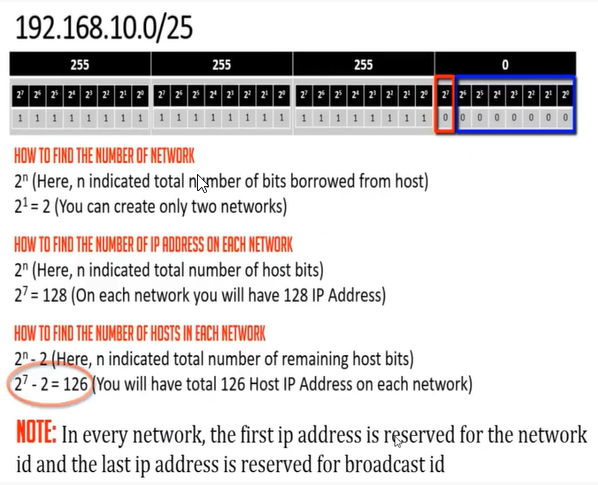 192.168.10.0/25
255 255 255 0
2⁷ 2⁶ 2⁵ 2⁴ 2³ 2² 2¹ 2⁰ 2⁷ 2⁶ 2⁵ 2⁴ 2³ 2² 2¹ 2⁰ 2⁷ 2⁶ 2⁵ 2⁴ 2³ 2² 2¹ 2⁰ 2⁷ 2⁶ 2⁵ 2⁴ 2³ 2² 2¹ 2⁰
1 1 1 1 1 1 1 1 1 1 1 1 1 1 1 1 1 1 1 1 1 1 1 1 0 0 0 0 0 0 0 0
HOW TO FIND THE NUMBER OF NETWORK
2ⁿ (Here, n indicated total number of bits borrowed from host)
2¹ = 2 (You can create only two networks)
HOW TO FIND THE NUMBER OF IP ADDRESS ON EACH NETWORK
2ⁿ (Here, n indicated total number of host bits)
2⁷ = 128 (On each network you will have 128 IP Address)
HOW TO FIND THE NUMBER OF HOSTS IN EACH NETWORK
2ⁿ - 2 (Here, n indicated total number of remaining host bits)
2⁷ - 2 = 126 (You will have total 126 Host IP Address on each network)
NOTE: In every network, the first ip address is reserved for the network
id and the last ip address is reserved for broadcast id